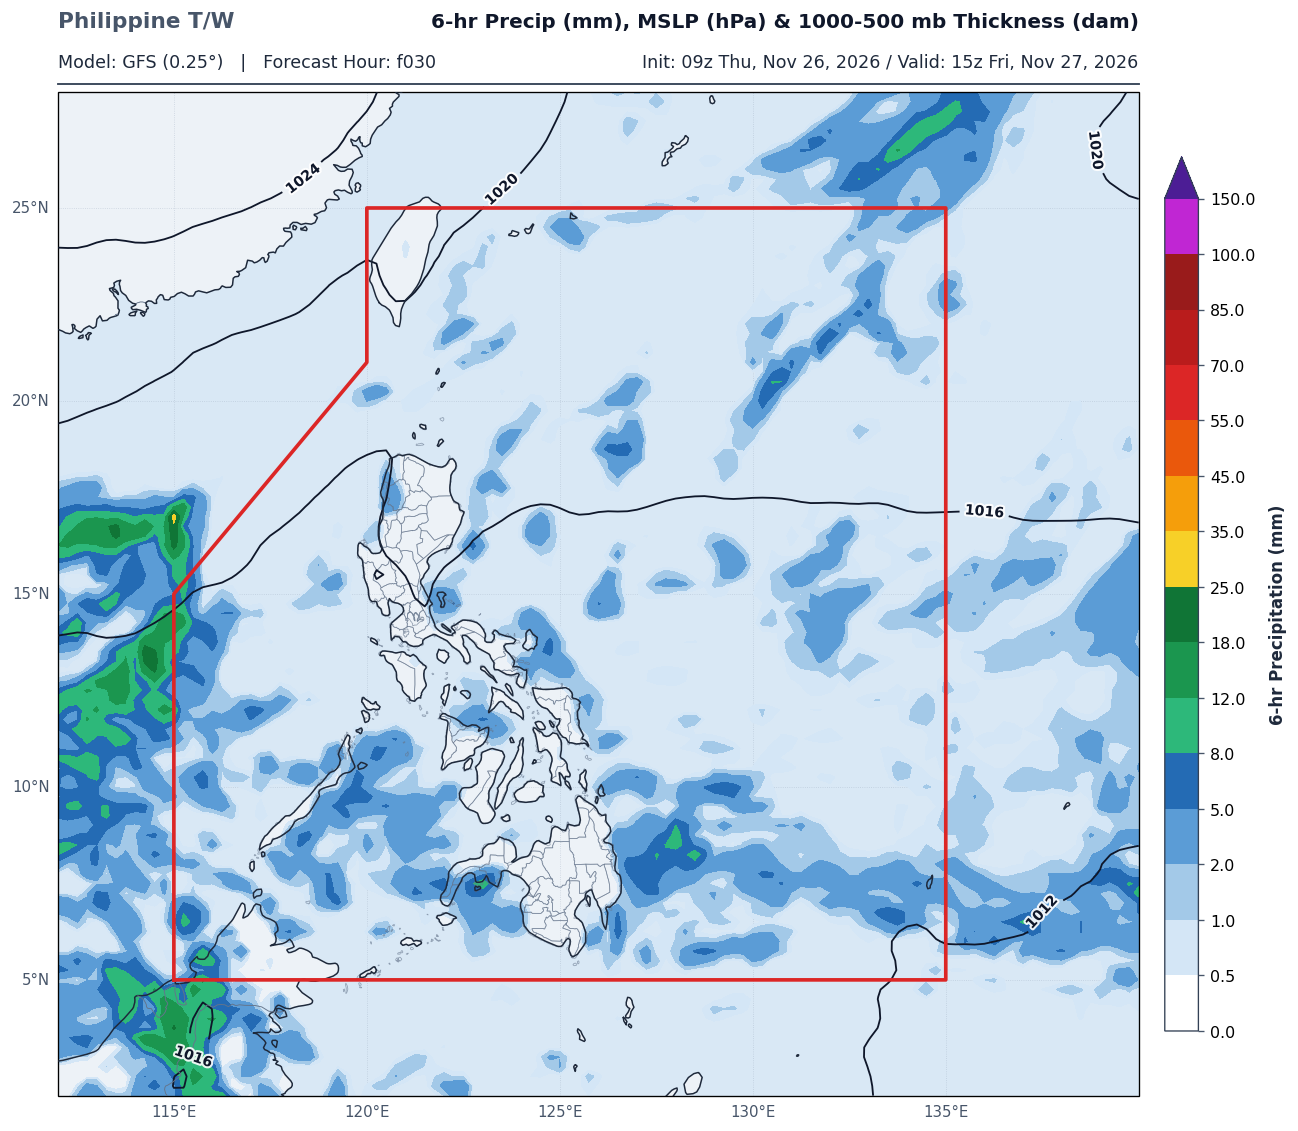 Philippine T/W
6-hr Precip (mm), MSLP (hPa) & 1000-500 mb Thickness (dam)
Model: GFS (0.25°) | Forecast Hour: f030
Init: 09z Thu, Nov 26, 2026 / Valid: 15z Fri, Nov 27, 2026
1024
1020
1020
1016
1012
1016
25°N
20°N
15°N
10°N
5°N
115°E
120°E
125°E
130°E
135°E
150.0
100.0
85.0
70.0
55.0
45.0
35.0
25.0
18.0
12.0
8.0
5.0
2.0
1.0
0.5
0.0
6-hr Precipitation (mm)